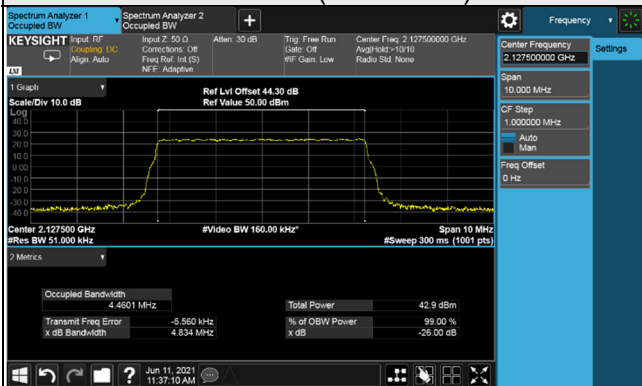 Spectrum Analyzer 1
Occupied BW
Spectrum Analyzer 2
Occupied BW
Frequency
KEYSIGHT
Input: RF
Coupling: DC
Align: Auto
Input Z: 50 Ω
Corrections: Off
Freq Ref: Int (S)
NFE: Adaptive
Atten: 30 dB
Trig: Free Run
Gate: Off
#IF Gain: Low
Center Freq: 2.127500000 GHz
Avg|Hold:>10/10
Radio Std: None
LXI
Center Frequency
2.127500000 GHz
Settings
Span
10.000 MHz
CF Step
1.000000 MHz
Auto
Man
Freq Offset
0 Hz
1 Graph
Scale/Div 10.0 dB
Ref Lvl Offset 44.30 dB
Ref Value 50.00 dBm
Log
40.0
30.0
20.0
10.0
0.00
-10.0
-20.0
-30.0
-40.0
Center 2.127500 GHz
#Res BW 51.000 kHz
#Video BW 160.00 kHz*
Span 10 MHz
#Sweep 300 ms (1001 pts)
2 Metrics
Occupied Bandwidth
4.4601 MHz
Total Power 42.9 dBm
Transmit Freq Error -5.560 kHz
% of OBW Power 99.00 %
x dB Bandwidth 4.834 MHz
x dB -26.00 dB
?
Jun 11, 2021
11:37:10 AM